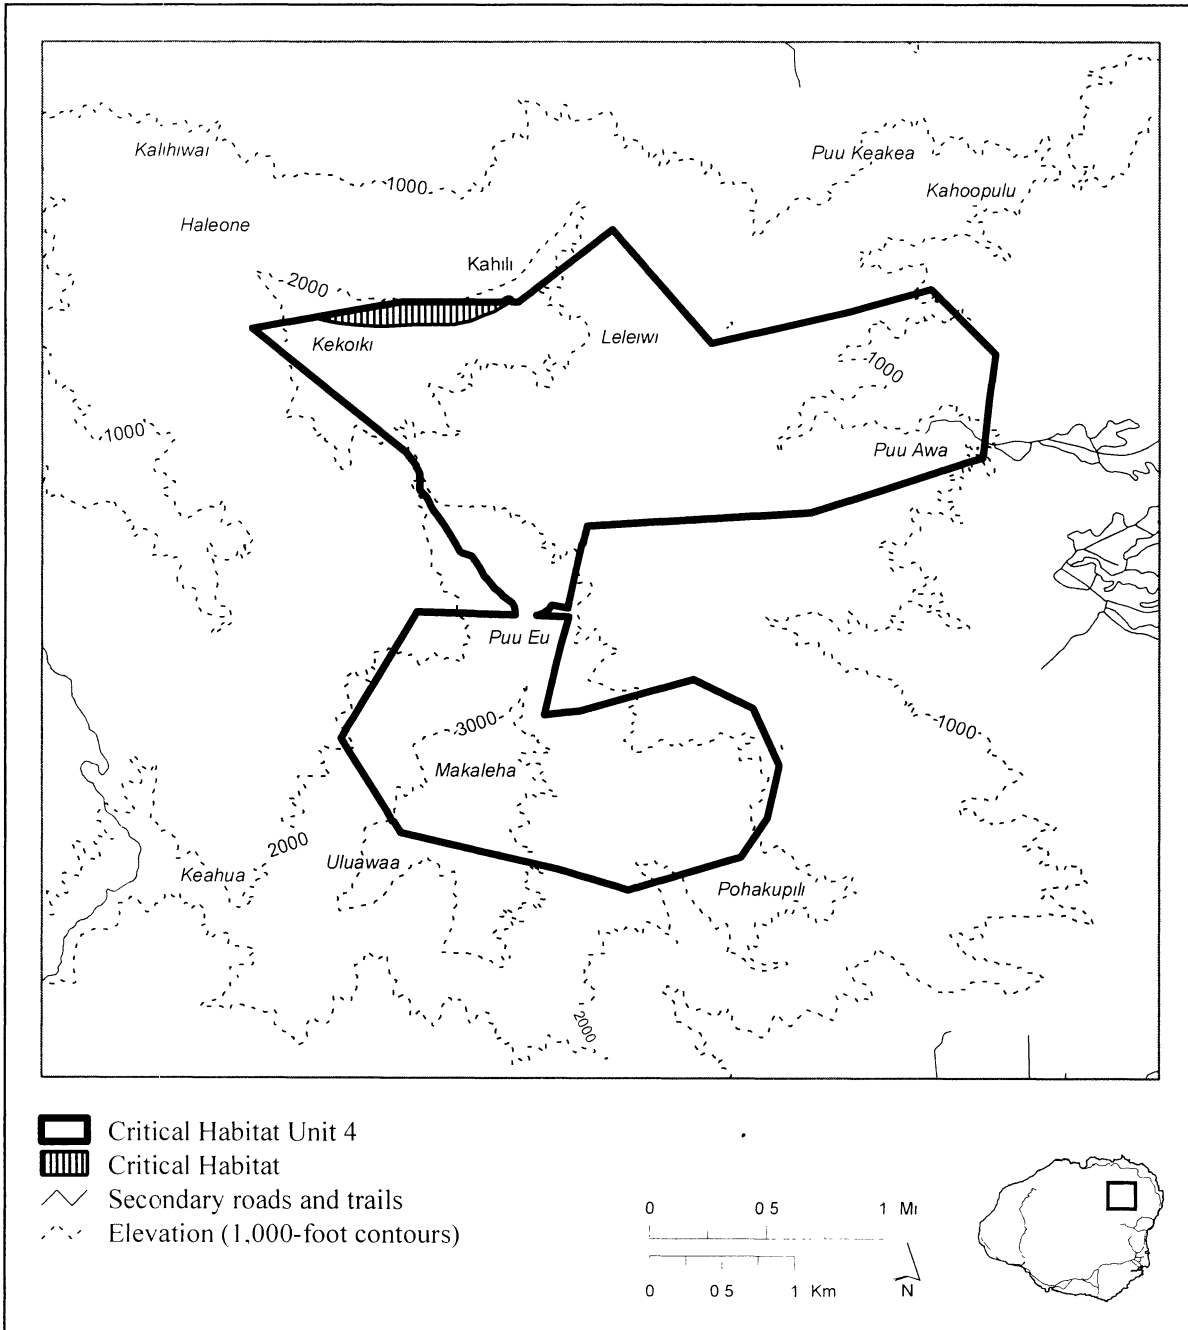 Kalihiwai
Puu Keakea
1000
Kahoopulu
Haleone
Kahili
2000
Kekoiki
Leleiwi
1000
1000
Puu Awa
Puu Eu
3000
1000
Makaleha
2000
Uluawaa
Keahua
Pohakupili
2000
Critical Habitat Unit 4
Critical Habitat
Secondary roads and trails
Elevation (1,000-foot contours)
0 0 5 1 Mi
0 0 5 1 Km
N